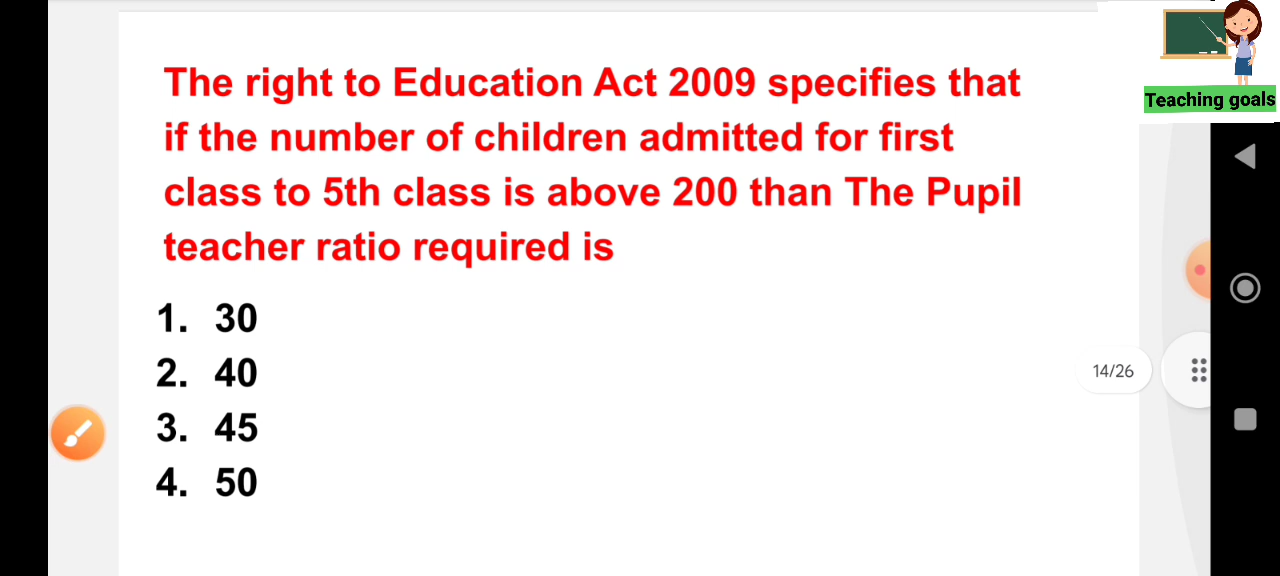 Teaching goals
The right to Education Act 2009 specifies that
if the number of children admitted for first
class to 5th class is above 200 than The Pupil
teacher ratio required is
1. 30
2. 40
3. 45
4. 50
14/26